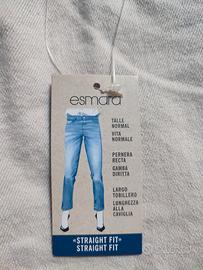 esmara
TALLE
NORMAL
VITA
NORMALE
PERNERA
RECTA
GAMBA
DIRITTA
LARGO
TOBILLERO
LUNGHEZZA
ALLA
CAVIGLIA
*STRAIGHT FIT*
STRAIGHT FIT